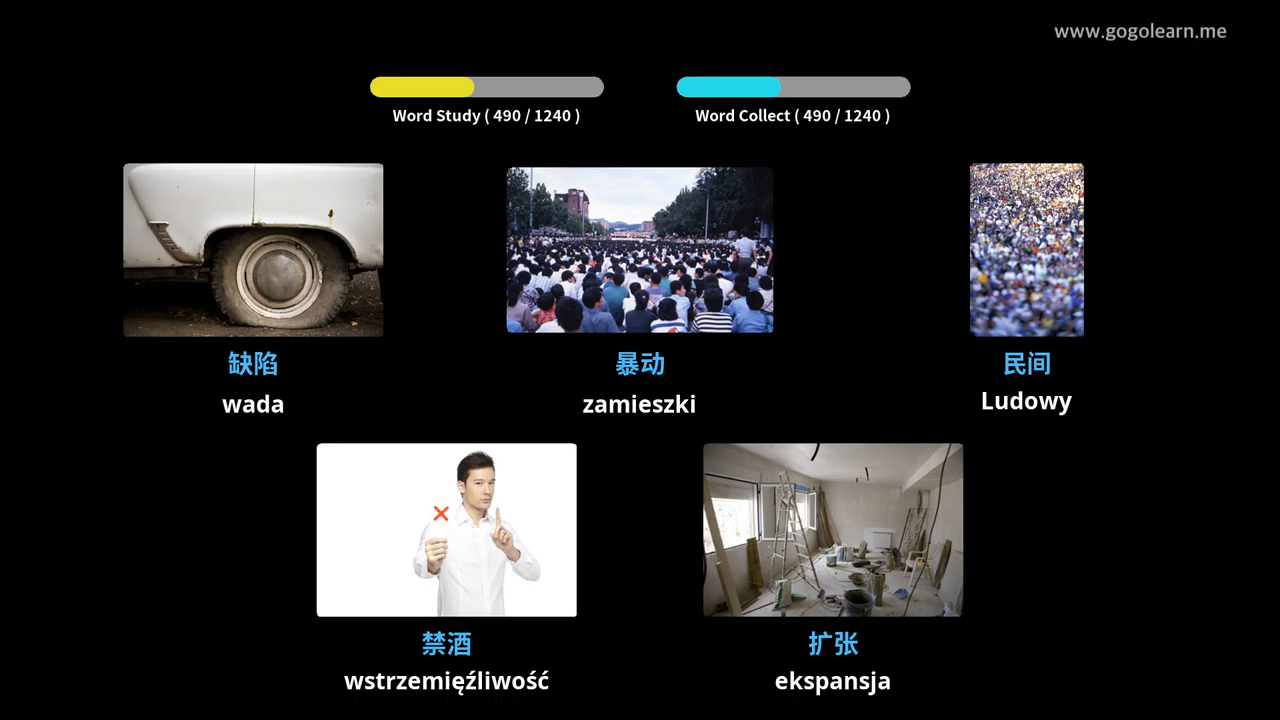 www.gogolearn.me
Word Study ( 490 / 1240 )
Word Collect ( 490 / 1240 )
缺陷
wada
暴动
zamieszki
民间
Ludowy
禁酒
wstrzemięźliwość
扩张
ekspansja